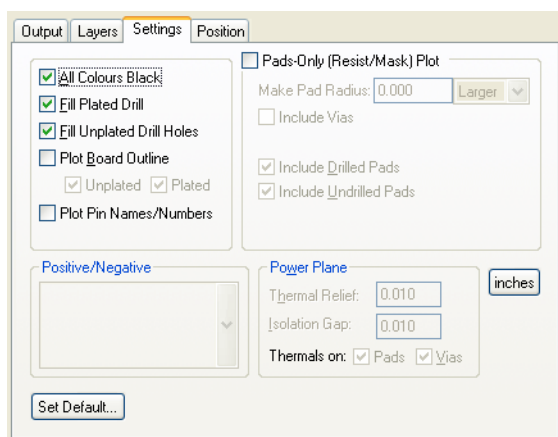 Output Layers Settings Position
All Colours Black
Fill Plated Drill
Fill Unplated Drill Holes
Plot Board Outline
Unplated Plated
Plot Pin Names/Numbers
Pads-Only (Resist/Mask) Plot
Make Pad Radius: 0.000 Larger
Include Vias
Include Drilled Pads
Include Undrilled Pads
Positive/Negative
Power Plane
Thermal Relief: 0.010
Isolation Gap: 0.010
Thermals on: Pads Vias
inches
Set Default...